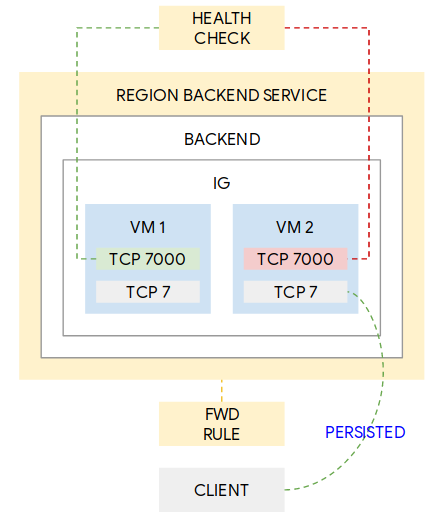 HEALTH
CHECK
REGION BACKEND SERVICE
BACKEND
IG
VM 1
VM 2
TCP 7000
TCP 7000
TCP 7
TCP 7
FWD
RULE
PERSISTED
CLIENT